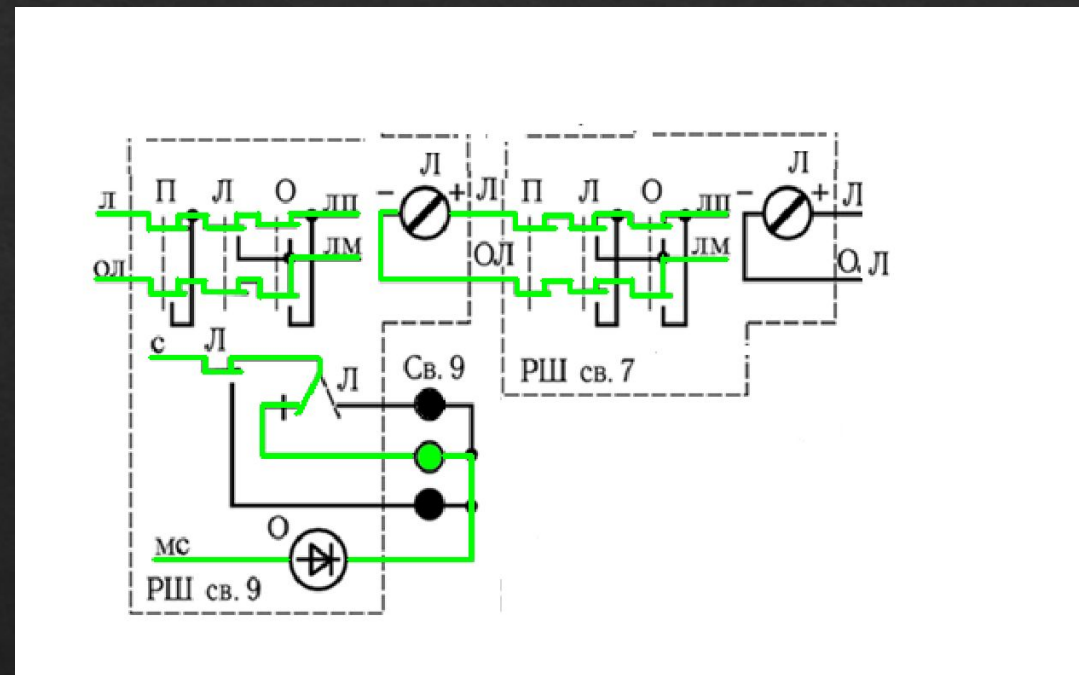 Л Л
Л П Л О ЛП − + Л П Л О ЛП − + Л
ОЛ ЛМ ОЛ ЛМ О Л
С Л Л Св. 9 РШ св. 7
О
МС
РШ св. 9